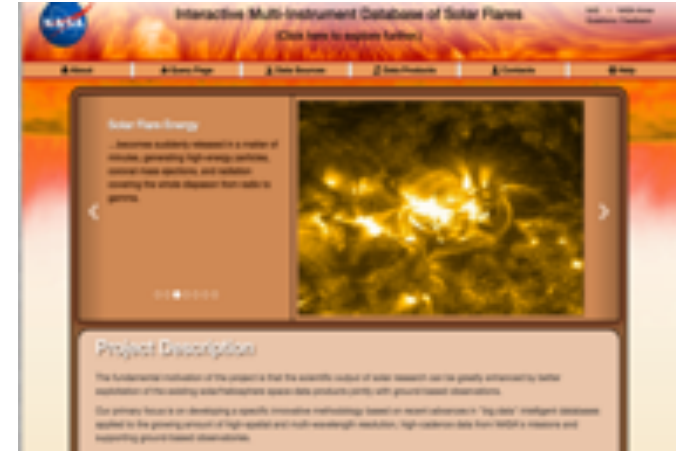 NASA
Interactive Multi-Instrument Database of Solar Flares
(Click here to explore further.)
About
Query Page
Data Sources
Data Products
Contacts
Help
Solar Flare Energy
...becomes suddenly released in a matter of
minutes, generating high-energy particles,
coronal mass ejections, and radiation
covering the whole diapason from radio to
gamma.
Project Description
The fundamental motivation of the project is that the scientific output of solar research can be greatly enhanced by better
exploitation of the existing solar/heliosphere space data products jointly with ground-based observations.
Our primary focus is on developing a specific innovative methodology based on recent advances in "big data" intelligent databases
applied to the growing amount of high-spatial and multi-wavelength resolution, high-cadence data from NASA's missions and
supporting ground-based observatories.